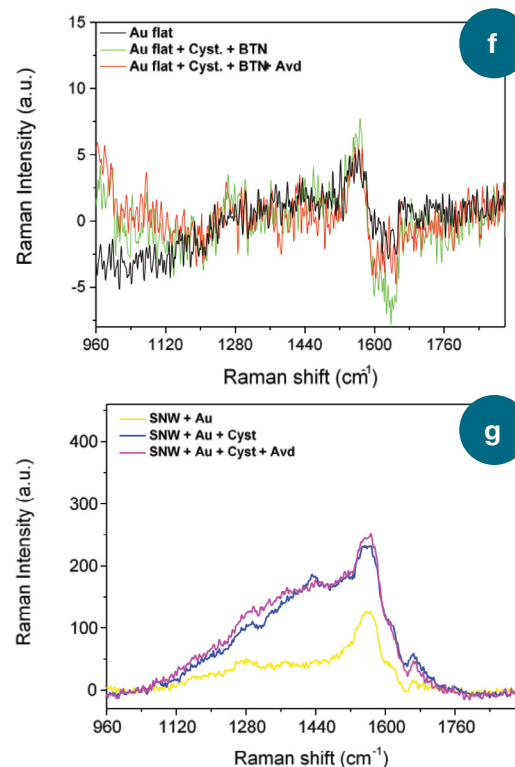 f
15
10
5
0
-5
Raman Intensity (a.u.)
Au flat
Au flat + Cyst. + BTN
Au flat + Cyst. + BTN+ Avd
960 1120 1280 1440 1600 1760
Raman shift (cm-1)
g
400
300
200
100
0
Raman Intensity (a.u.)
SNW + Au
SNW + Au + Cyst
SNW + Au + Cyst + Avd
960 1120 1280 1440 1600 1760
Raman shift (cm-1)